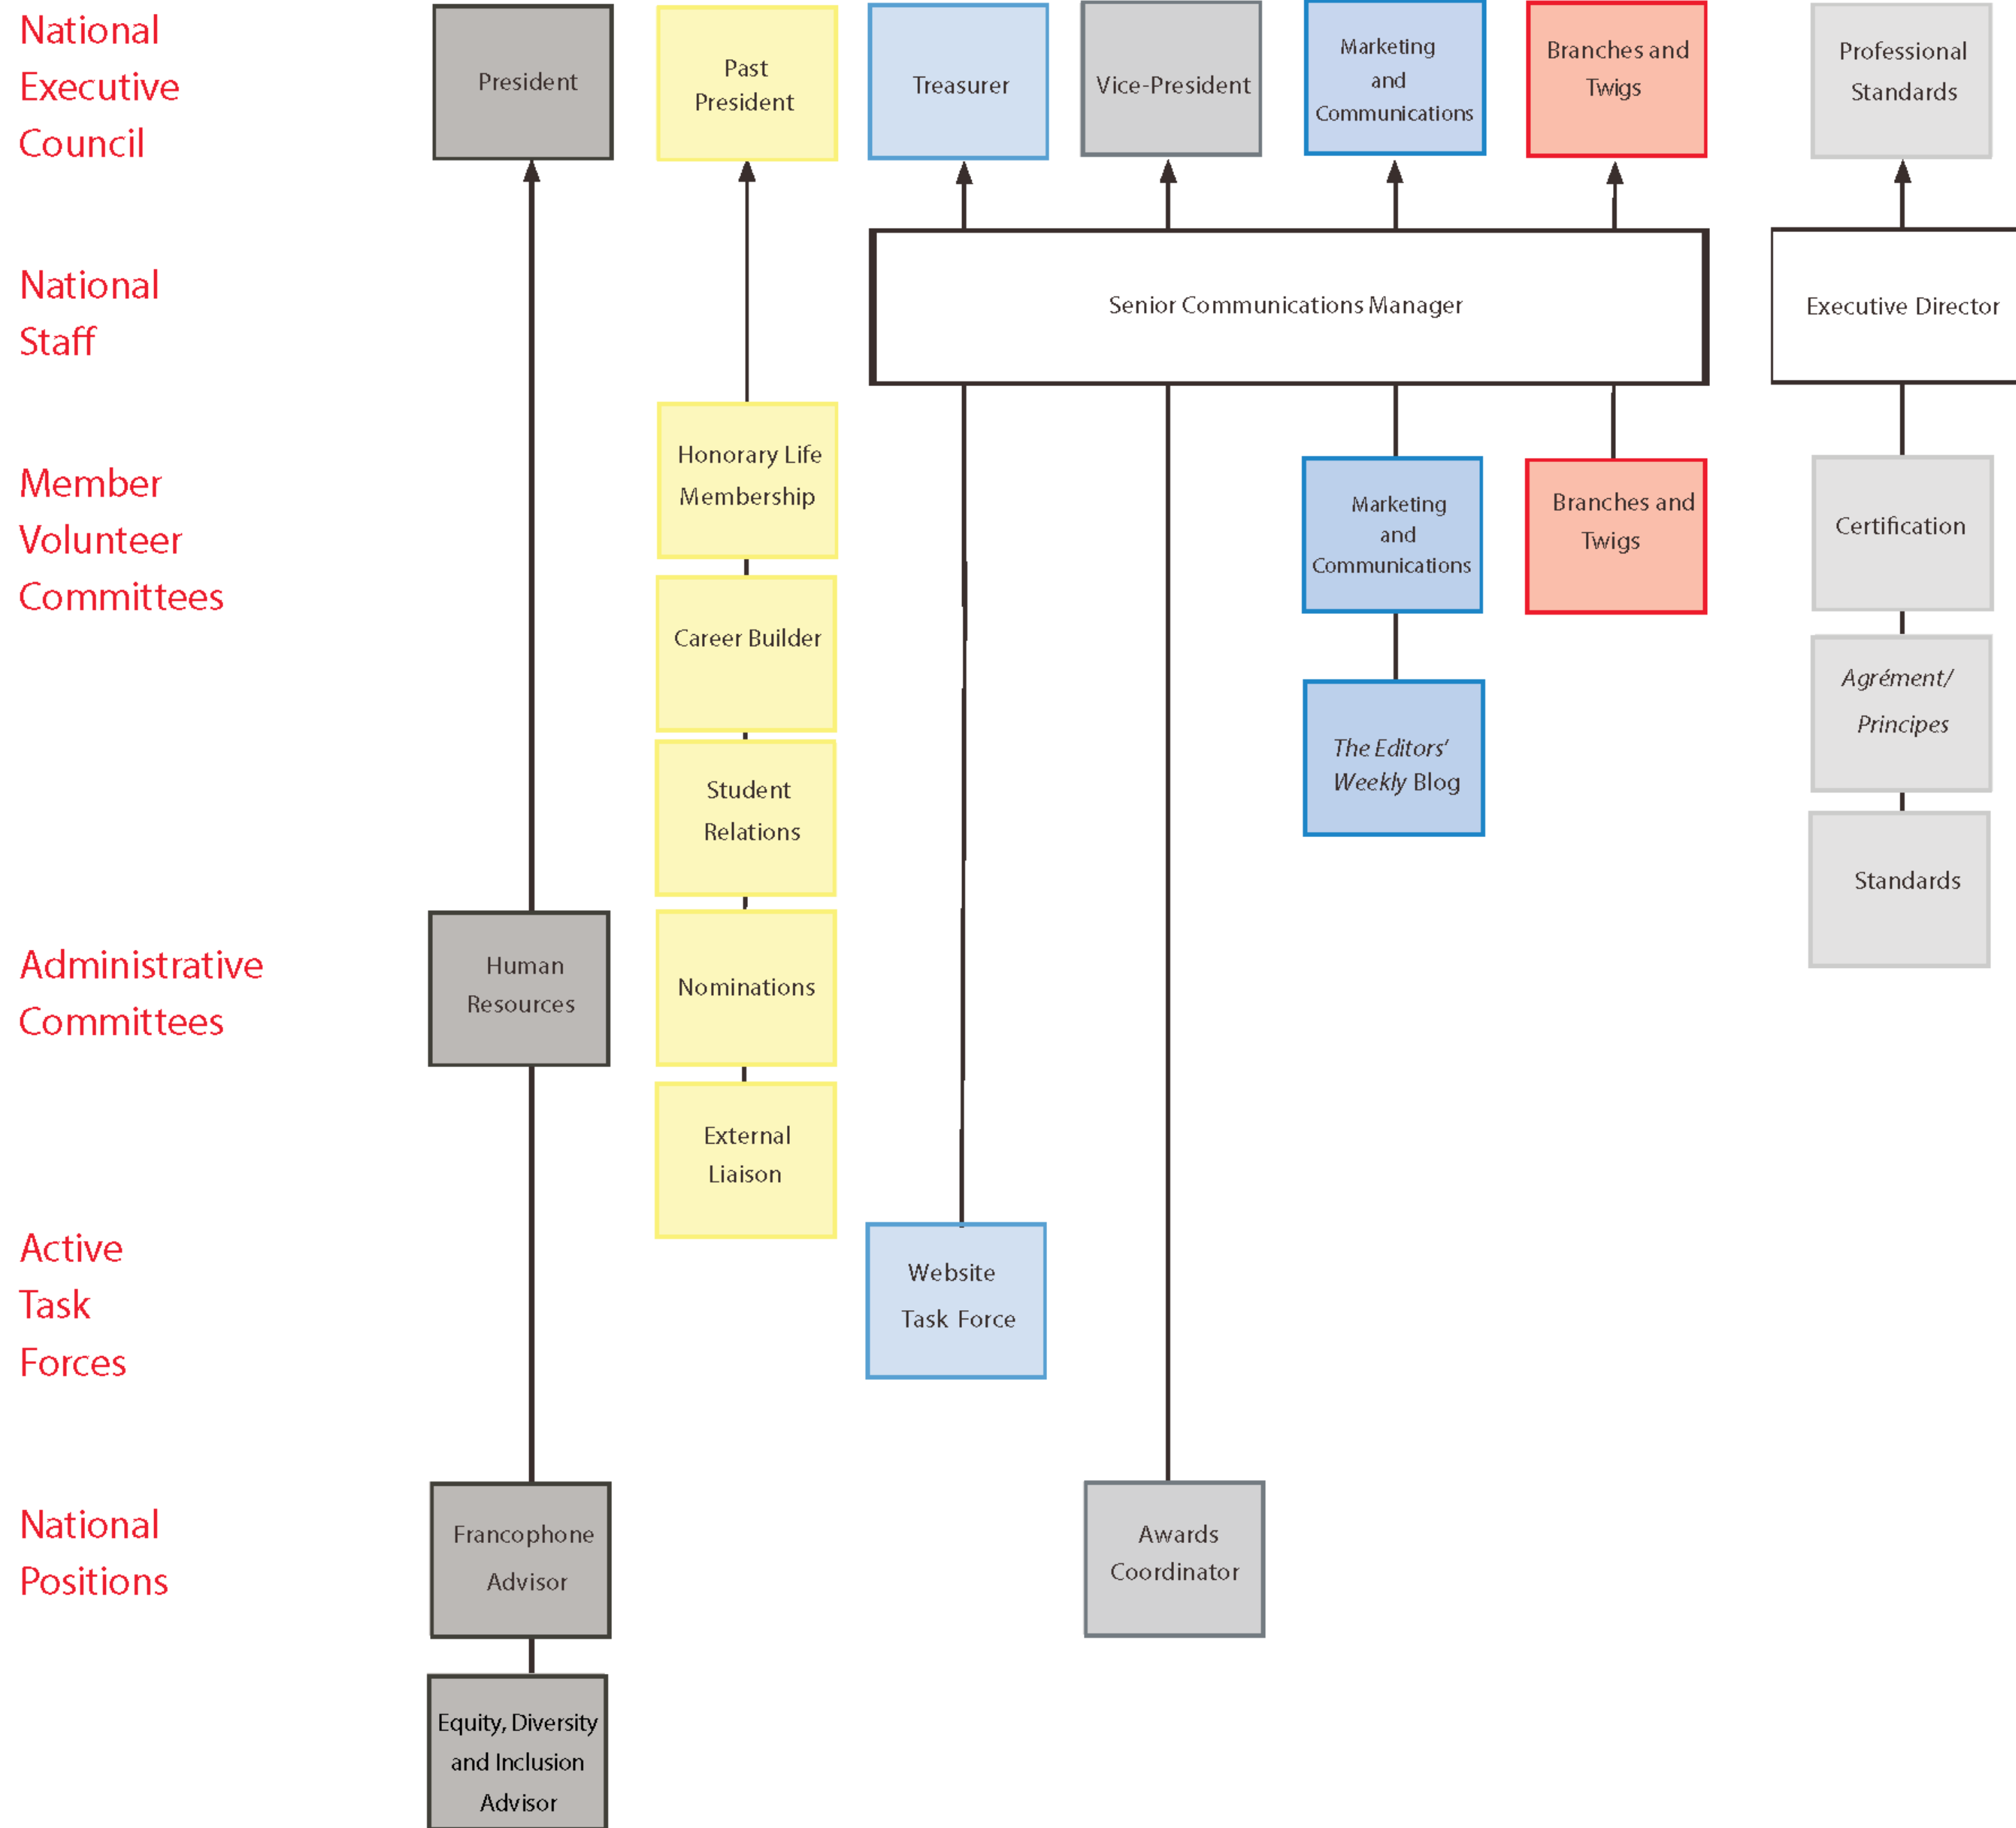 National
Executive
Council
President
Past
President
Treasurer
Vice-President
Marketing
and
Communications
Branches and
Twigs
Professional
Standards
National
Staff
Senior Communications Manager
Executive Director
Member
Volunteer
Committees
Honorary Life
Membership
Career Builder
Student
Relations
Marketing
and
Communications
The Editors'
Weekly Blog
Branches and
Twigs
Certification
Agrément/
Principes
Standards
Administrative
Committees
Human
Resources
Nominations
External
Liaison
Active
Task
Forces
Website
Task Force
National
Positions
Francophone
Advisor
Awards
Coordinator
Equity, Diversity
and Inclusion
Advisor